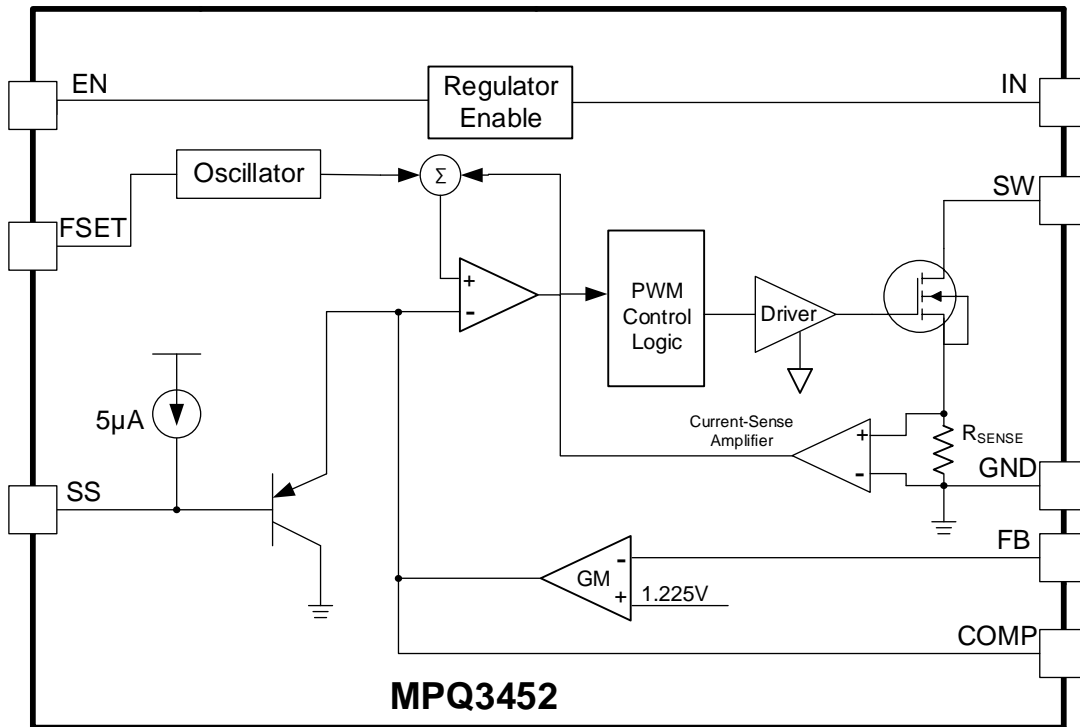 EN
Regulator
Enable
IN
Oscillator
Σ
SW
FSET
+
-
PWM
Control
Logic
Driver
5µA
Current-Sense
Amplifier
+
-
RSENSE
GND
SS
FB
GM
-
+
1.225V
COMP
MPQ3452